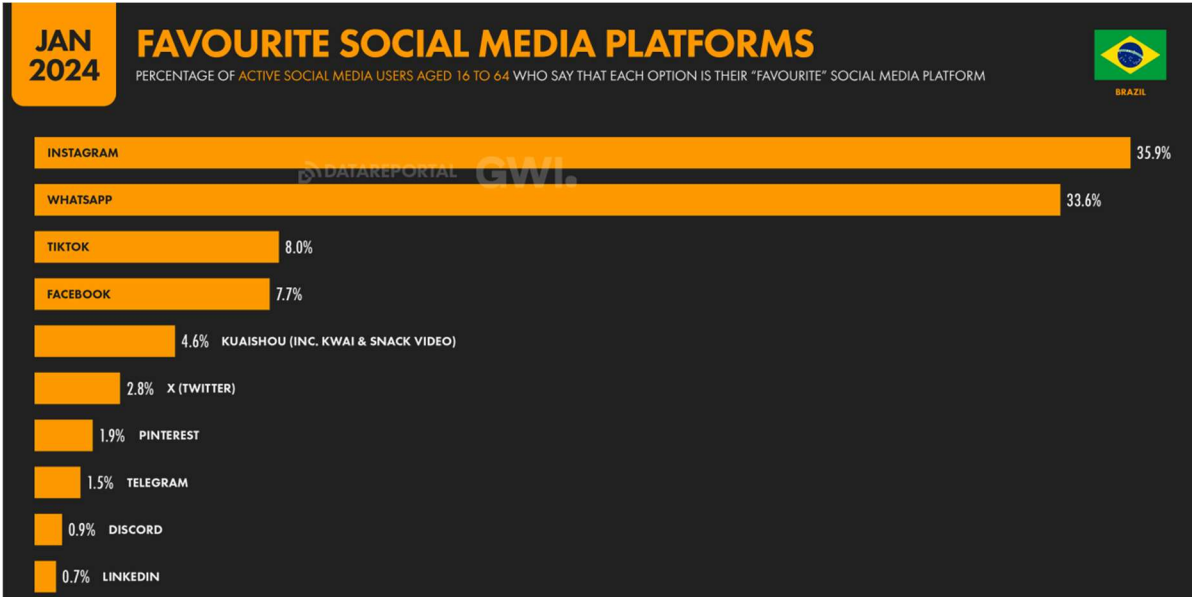 JAN
2024
FAVOURITE SOCIAL MEDIA PLATFORMS
PERCENTAGE OF ACTIVE SOCIAL MEDIA USERS AGED 16 TO 64 WHO SAY THAT EACH OPTION IS THEIR “FAVOURITE” SOCIAL MEDIA PLATFORM
BRAZIL
INSTAGRAM 35.9%
DATAREPORTAL GWI.
WHATSAPP 33.6%
TIKTOK 8.0%
FACEBOOK 7.7%
4.6% KUAISHOU (INC. KWAI & SNACK VIDEO)
2.8% X (TWITTER)
1.9% PINTEREST
1.5% TELEGRAM
0.9% DISCORD
0.7% LINKEDIN